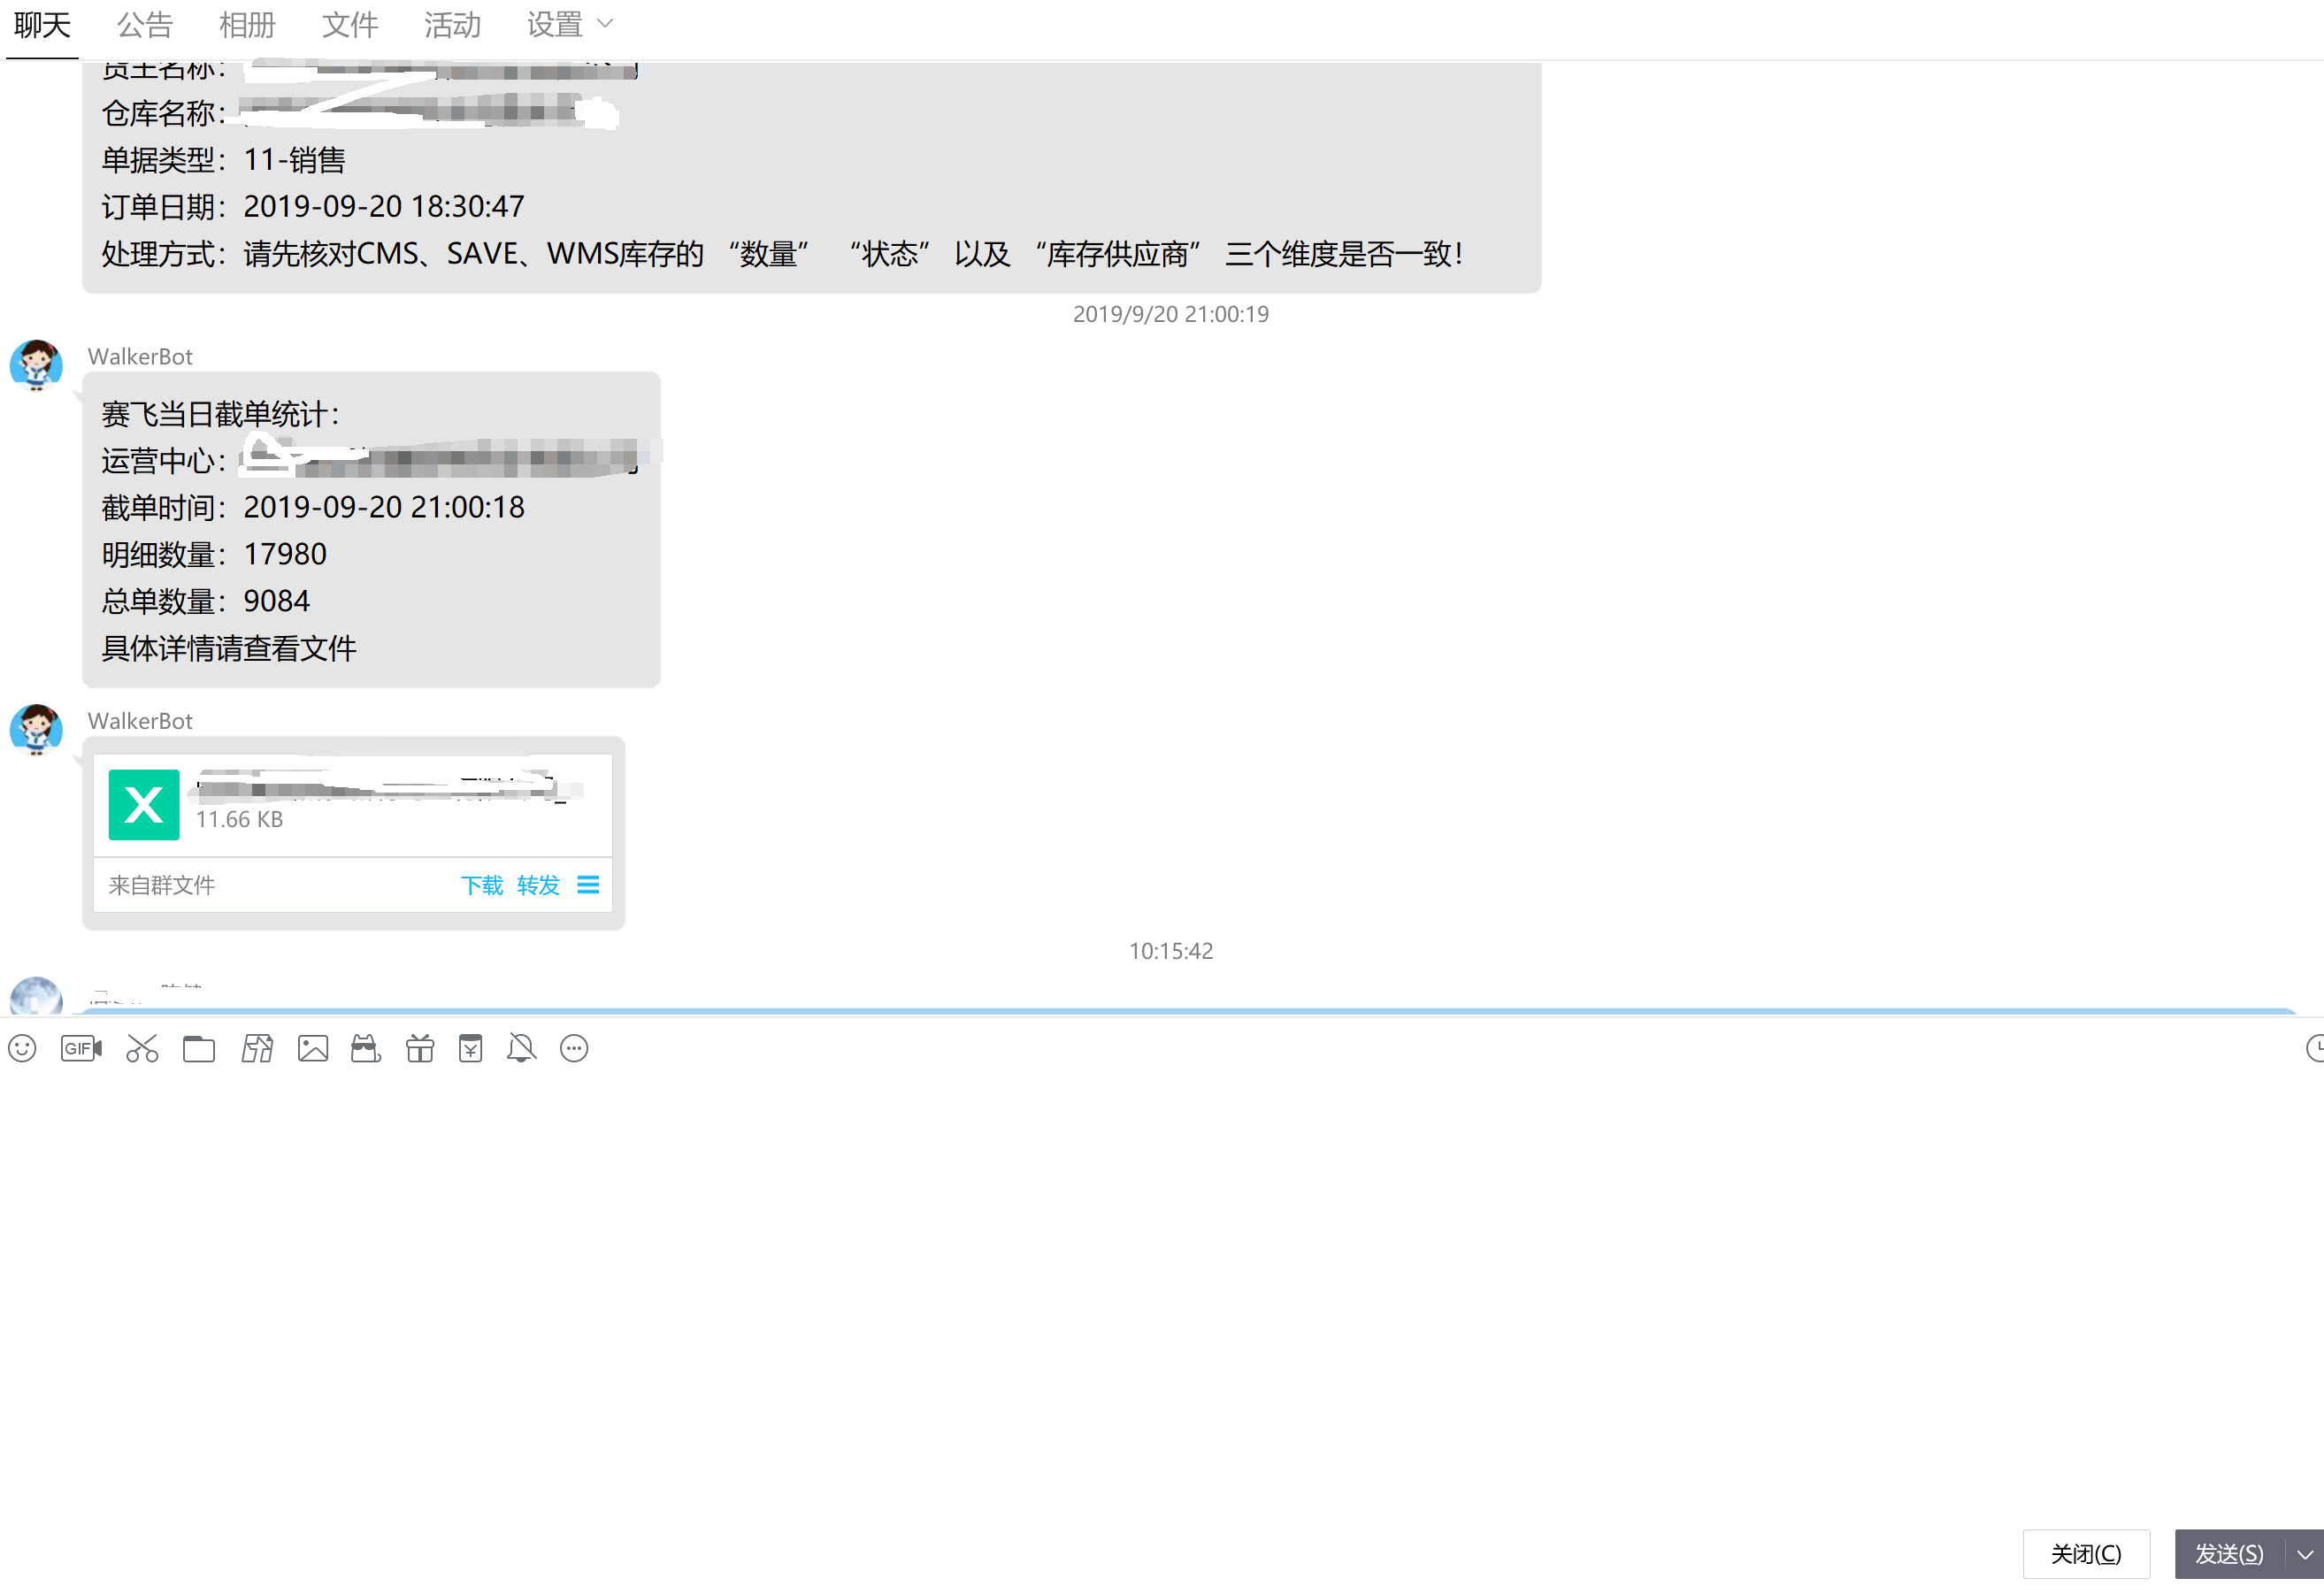 聊天 公告 相册 文件 活动 设置
货主名称：
仓库名称：
单据类型：11-销售
订单日期：2019-09-20 18:30:47
处理方式：请先核对CMS、SAVE、WMS库存的 “数量” “状态” 以及 “库存供应商” 三个维度是否一致！
2019/9/20 21:00:19
WalkerBot
赛飞当日截单统计：
运营中心：
截单时间：2019-09-20 21:00:18
明细数量：17980
总单数量：9084
具体详情请查看文件
WalkerBot
X
11.66 KB
来自群文件 下载 转发
10:15:42
GIF
关闭(C) 发送(S)